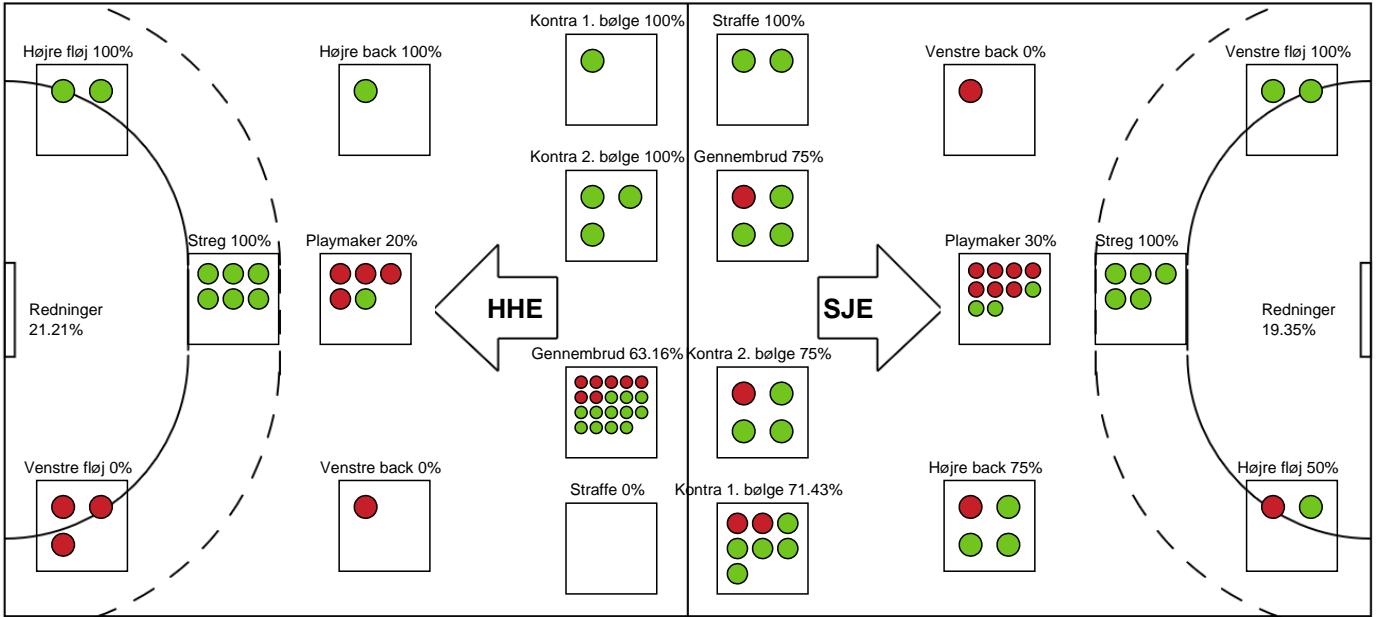 Kontra 1. bølge 100%
Straffe 100%
Højre fløj 100%
Højre back 100%
Venstre back 0%
Venstre fløj 100%
Kontra 2. bølge 100%
Gennembrud 75%
Streg 100%
Playmaker 20%
Playmaker 30%
Streg 100%
Redninger
21.21%
HHE
SJE
Redninger
19.35%
Gennembrud 63.16%
Kontra 2. bølge 75%
Venstre fløj 0%
Venstre back 0%
Straffe 0%
Kontra 1. bølge 71.43%
Højre back 75%
Højre fløj 50%